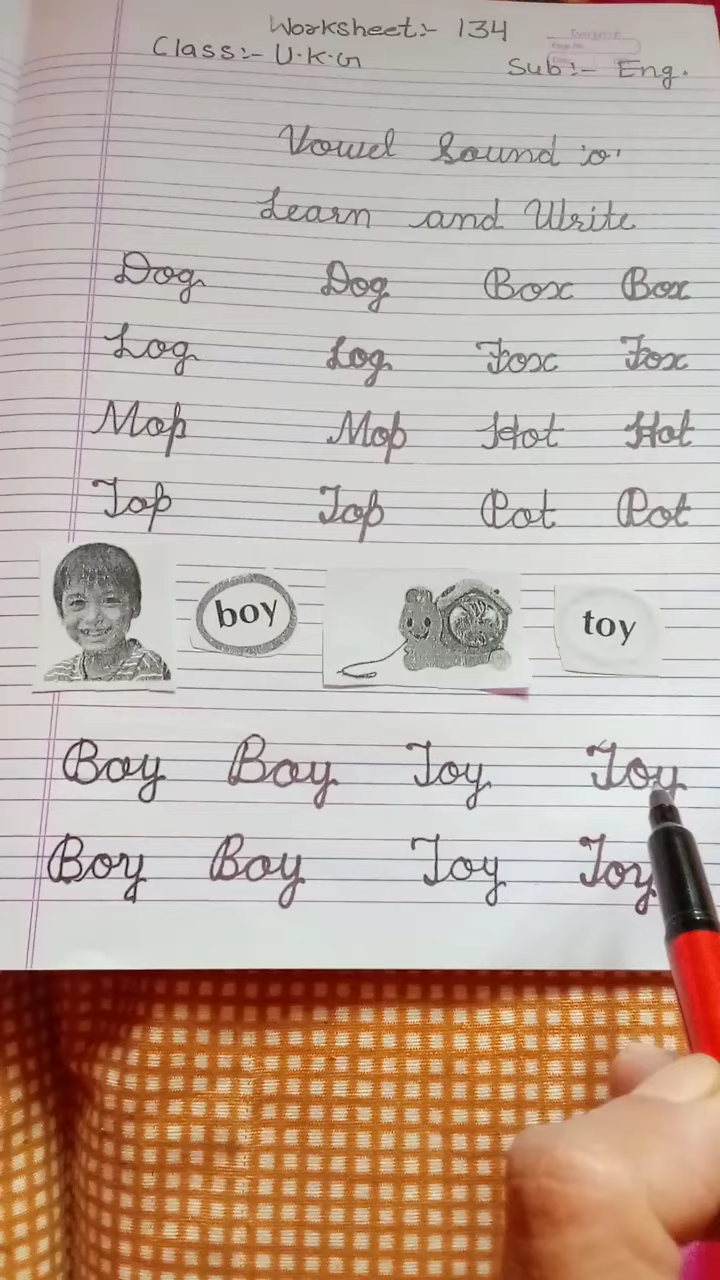 Worksheet:- 134
Class:- U.K.G
Sub:- Eng.
Vowel Sound 'o'
Learn and Write
Dog Dog Box Box
Log Log Fox Fox
Mop Mop Hot Hot
Top Top Pot Pot
boy toy
Boy Boy Toy Toy
Boy Boy Toy Toy